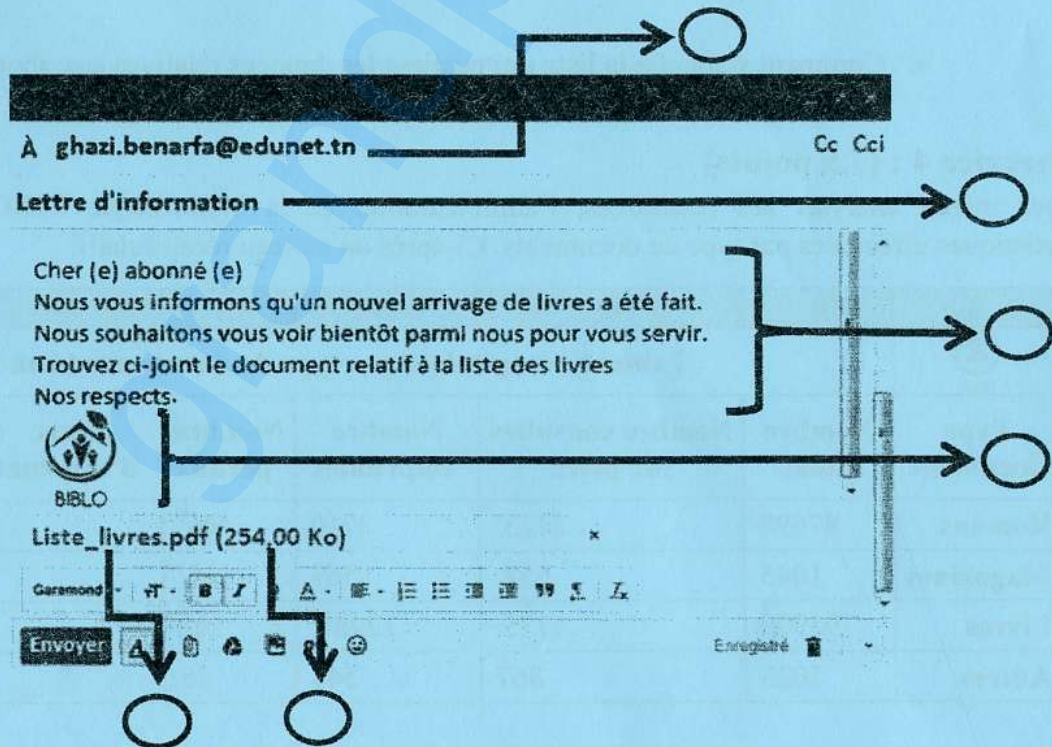 À ghazi.benarfa@edunet.tn Cc Cci
Lettre d'information
Cher (e) abonné (e)
Nous vous informons qu'un nouvel arrivage de livres a été fait.
Nous souhaitons vous voir bientôt parmi nous pour vous servir.
Trouvez ci-joint le document relatif à la liste des livres
Nos respects.
BIBLO
Liste_livres.pdf (254,00 Ko) ×
Garamond
Envoyer
Enregistré